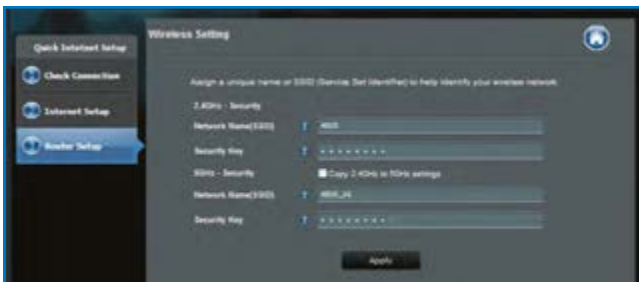 Quick Internet Setup
Check Connection
Internet Setup
Router Setup
Wireless Setting
Assign a unique name or SSID (Service Set Identifier) to help identify your wireless network.
2.4GHz - Security
Network Name(SSID)
Security Key
5GHz - Security
Copy 2.4GHz to 5GHz settings
Network Name(SSID)
Security Key
Apply